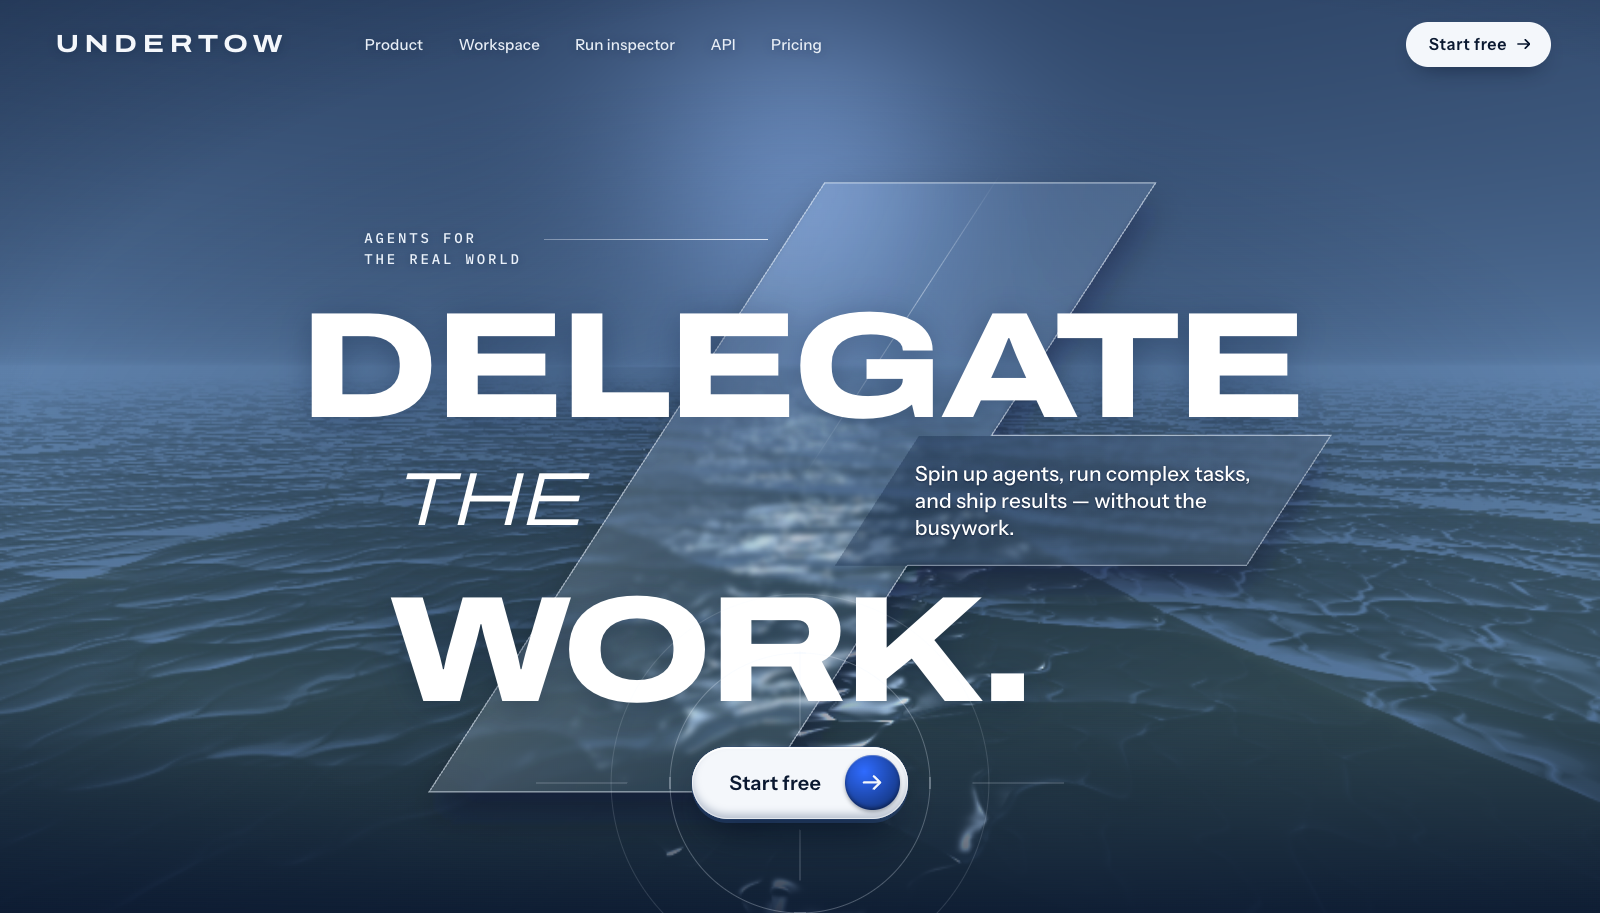 UNDERTOW
Product
Workspace
Run inspector
API
Pricing
Start free
AGENTS FOR
THE REAL WORLD
DELEGATE
THE
Spin up agents, run complex tasks,
and ship results — without the
busywork.
WORK.
Start free